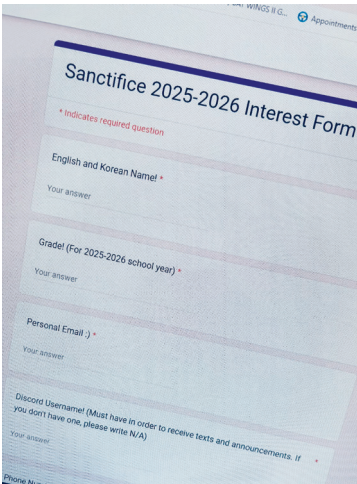 WINGS II G... Appointments
Sanctifice 2025-2026 Interest Form
* Indicates required question
English and Korean Name! *
Your answer
Grade! (For 2025-2026 school year) *
Your answer
Personal Email :) *
Your answer
Discord Username! (Must have in order to receive texts and announcements. If
you don't have one, please write N/A) *
Your answer
Phone